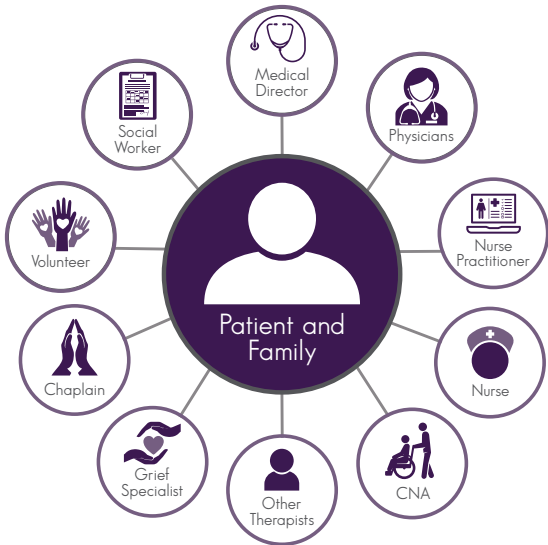 Medical
Director
Physicians
Nurse
Practitioner
Nurse
CNA
Other
Therapists
Grief
Specialist
Chaplain
Volunteer
Social
Worker
Patient and
Family